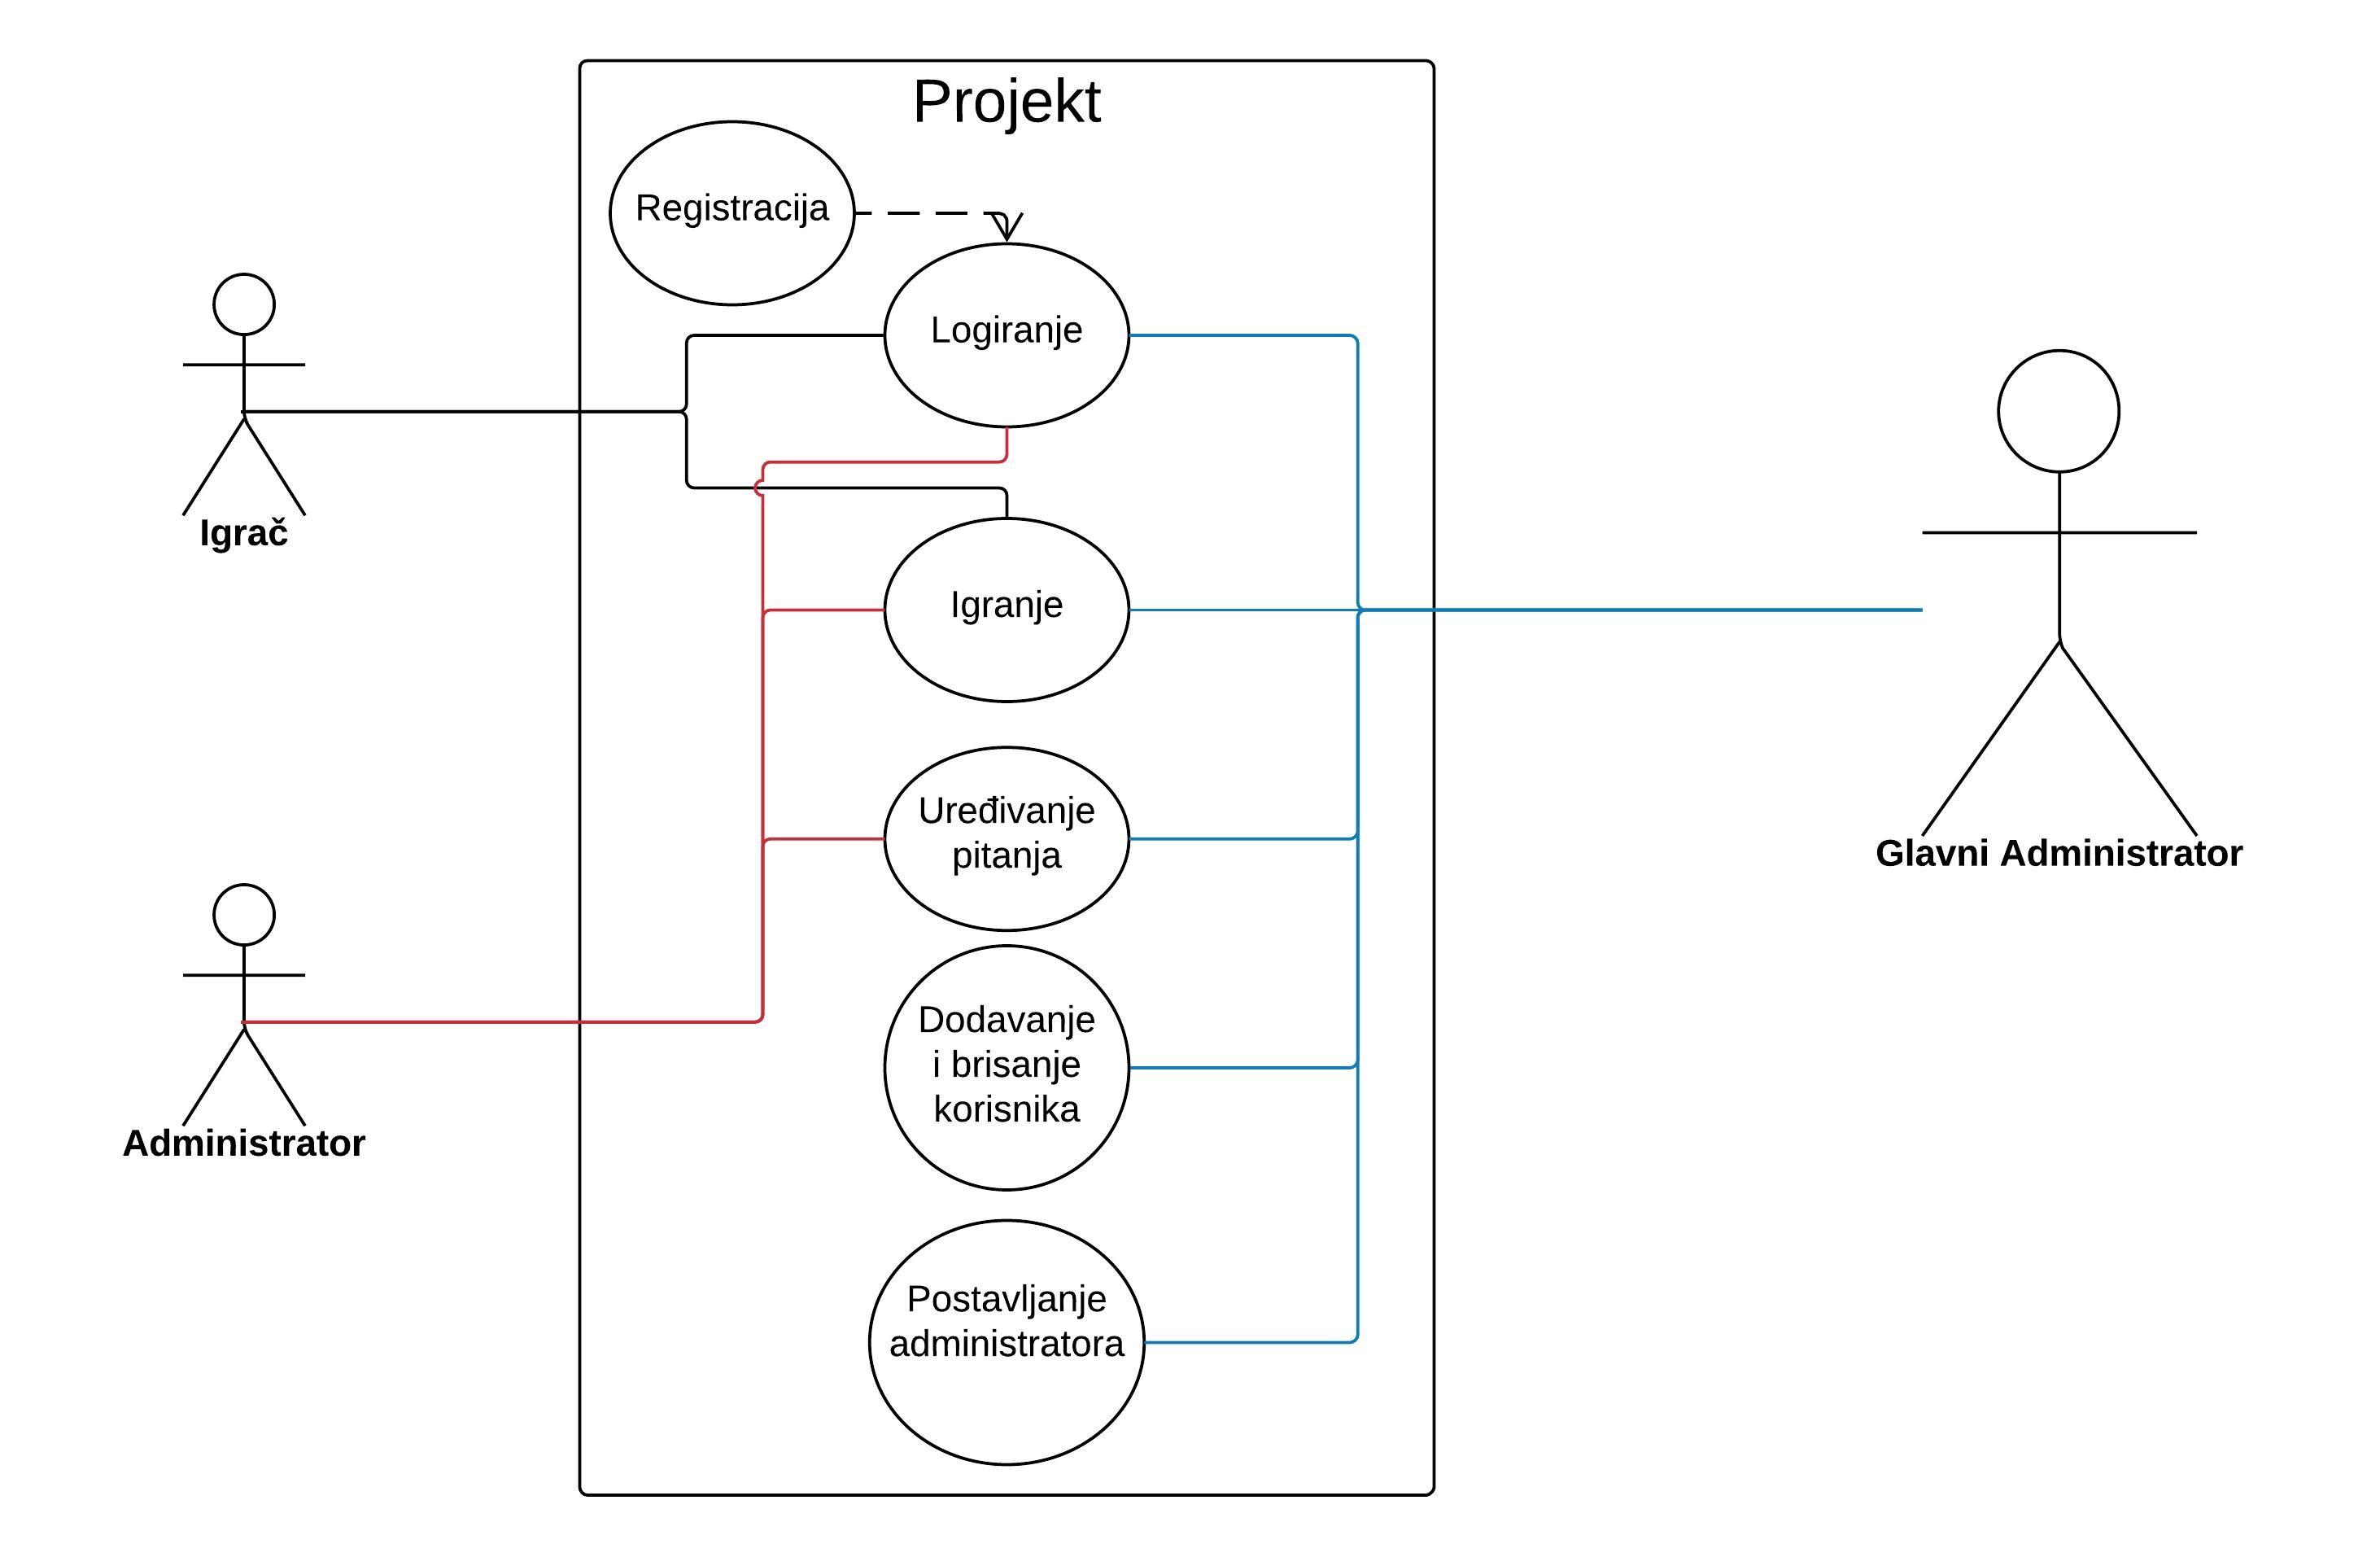 Projekt
Registracija
Logiranje
Igrač
Igranje
Uređivanje
pitanja
Glavni Administrator
Dodavanje
i brisanje
korisnika
Administrator
Postavljanje
administratora